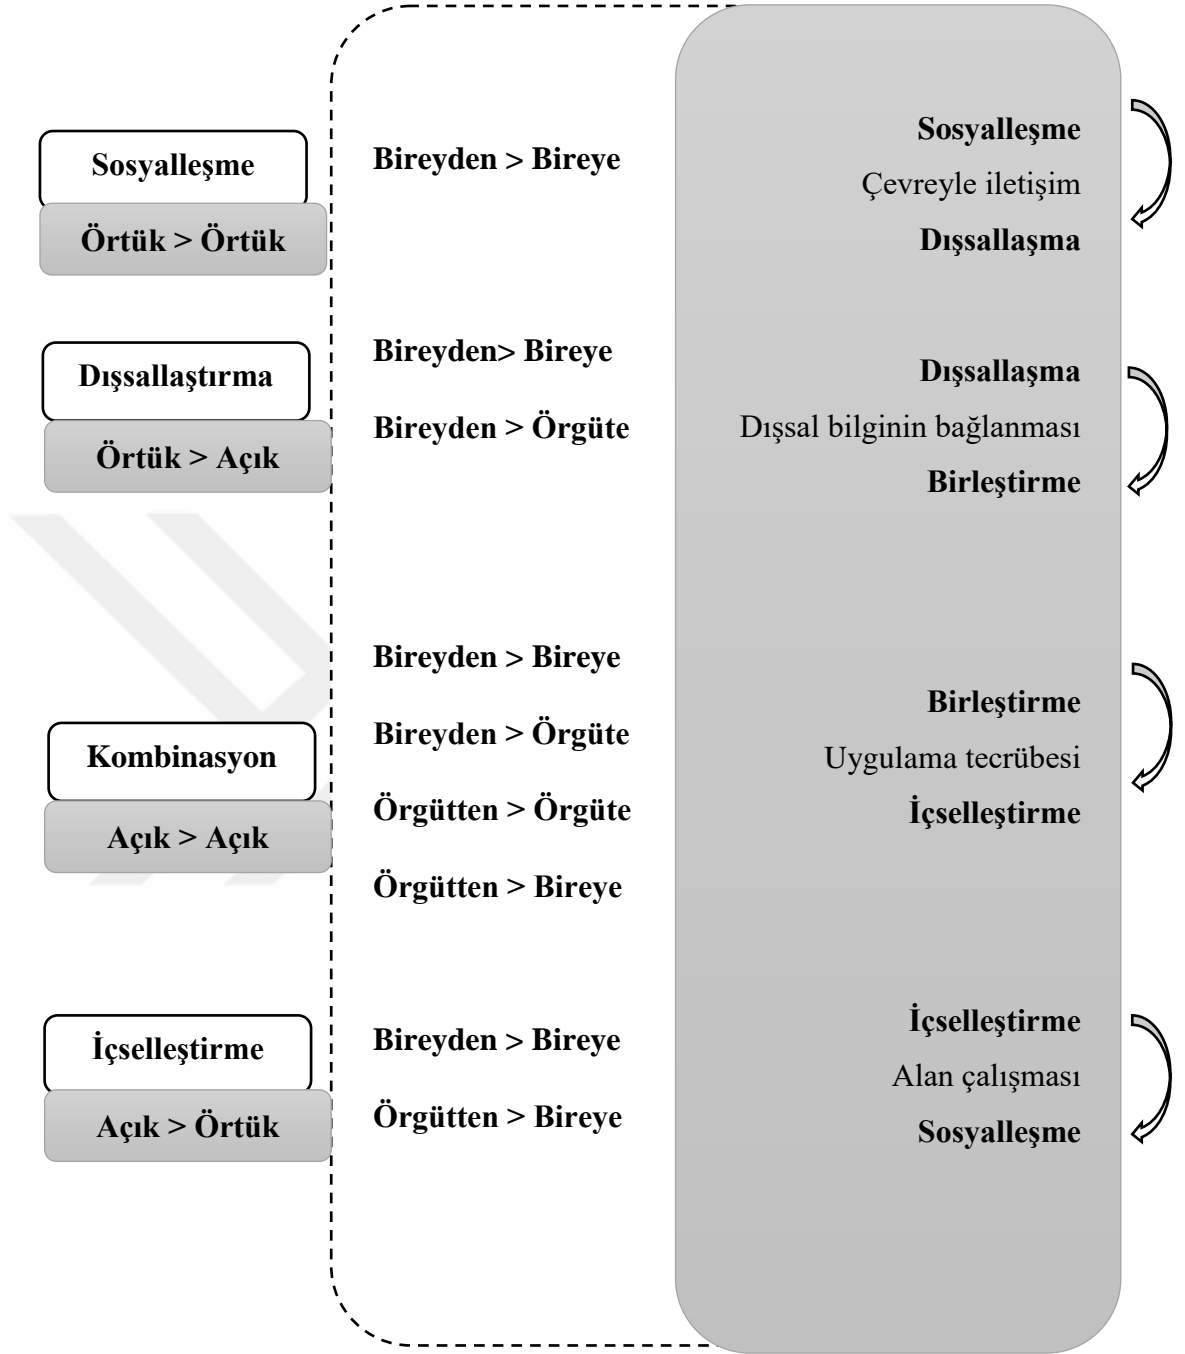 Sosyalleşme
Örtük > Örtük
Bireyden > Bireye
Sosyalleşme
Çevreyle iletişim
Dışsallaşma
Dışsallaştırma
Örtük > Açık
Bireyden> Bireye
Bireyden > Örgüte
Dışsallaşma
Dışsal bilginin bağlanması
Birleştirme
Kombinasyon
Açık > Açık
Bireyden > Bireye
Bireyden > Örgüte
Örgütten > Örgüte
Örgütten > Bireye
Birleştirme
Uygulama tecrübesi
İçselleştirme
İçselleştirme
Açık > Örtük
Bireyden > Bireye
Örgütten > Bireye
İçselleştirme
Alan çalışması
Sosyalleşme